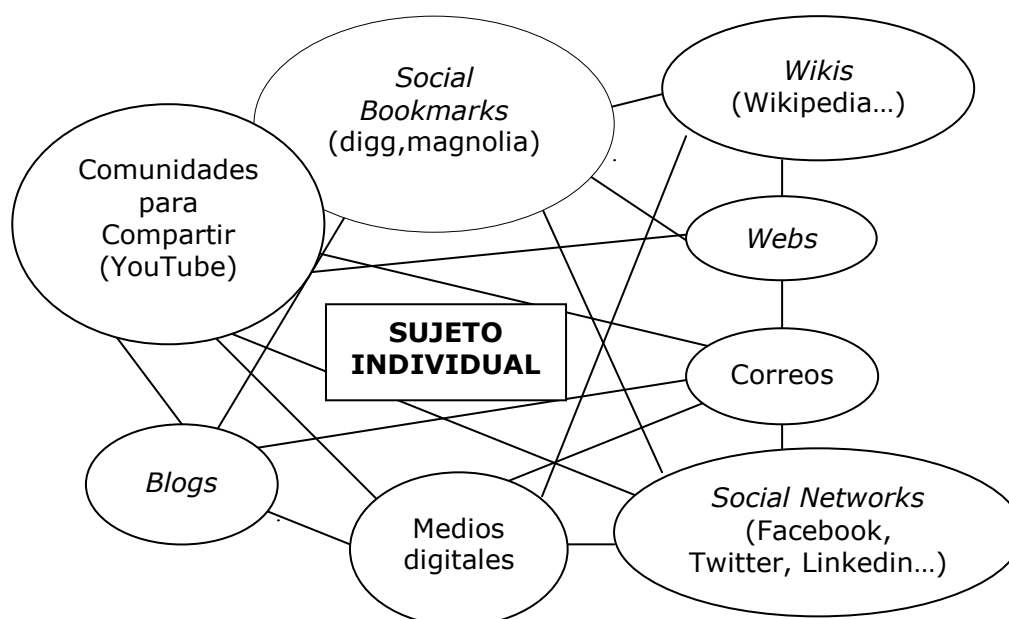 Social
Bookmarks
(digg,magnolia)
Wikis
(Wikipedia…)
Comunidades
para
Compartir
(YouTube)
Webs
SUJETO
INDIVIDUAL
Correos
Blogs
Medios
digitales
Social Networks
(Facebook,
Twitter, Linkedin…)